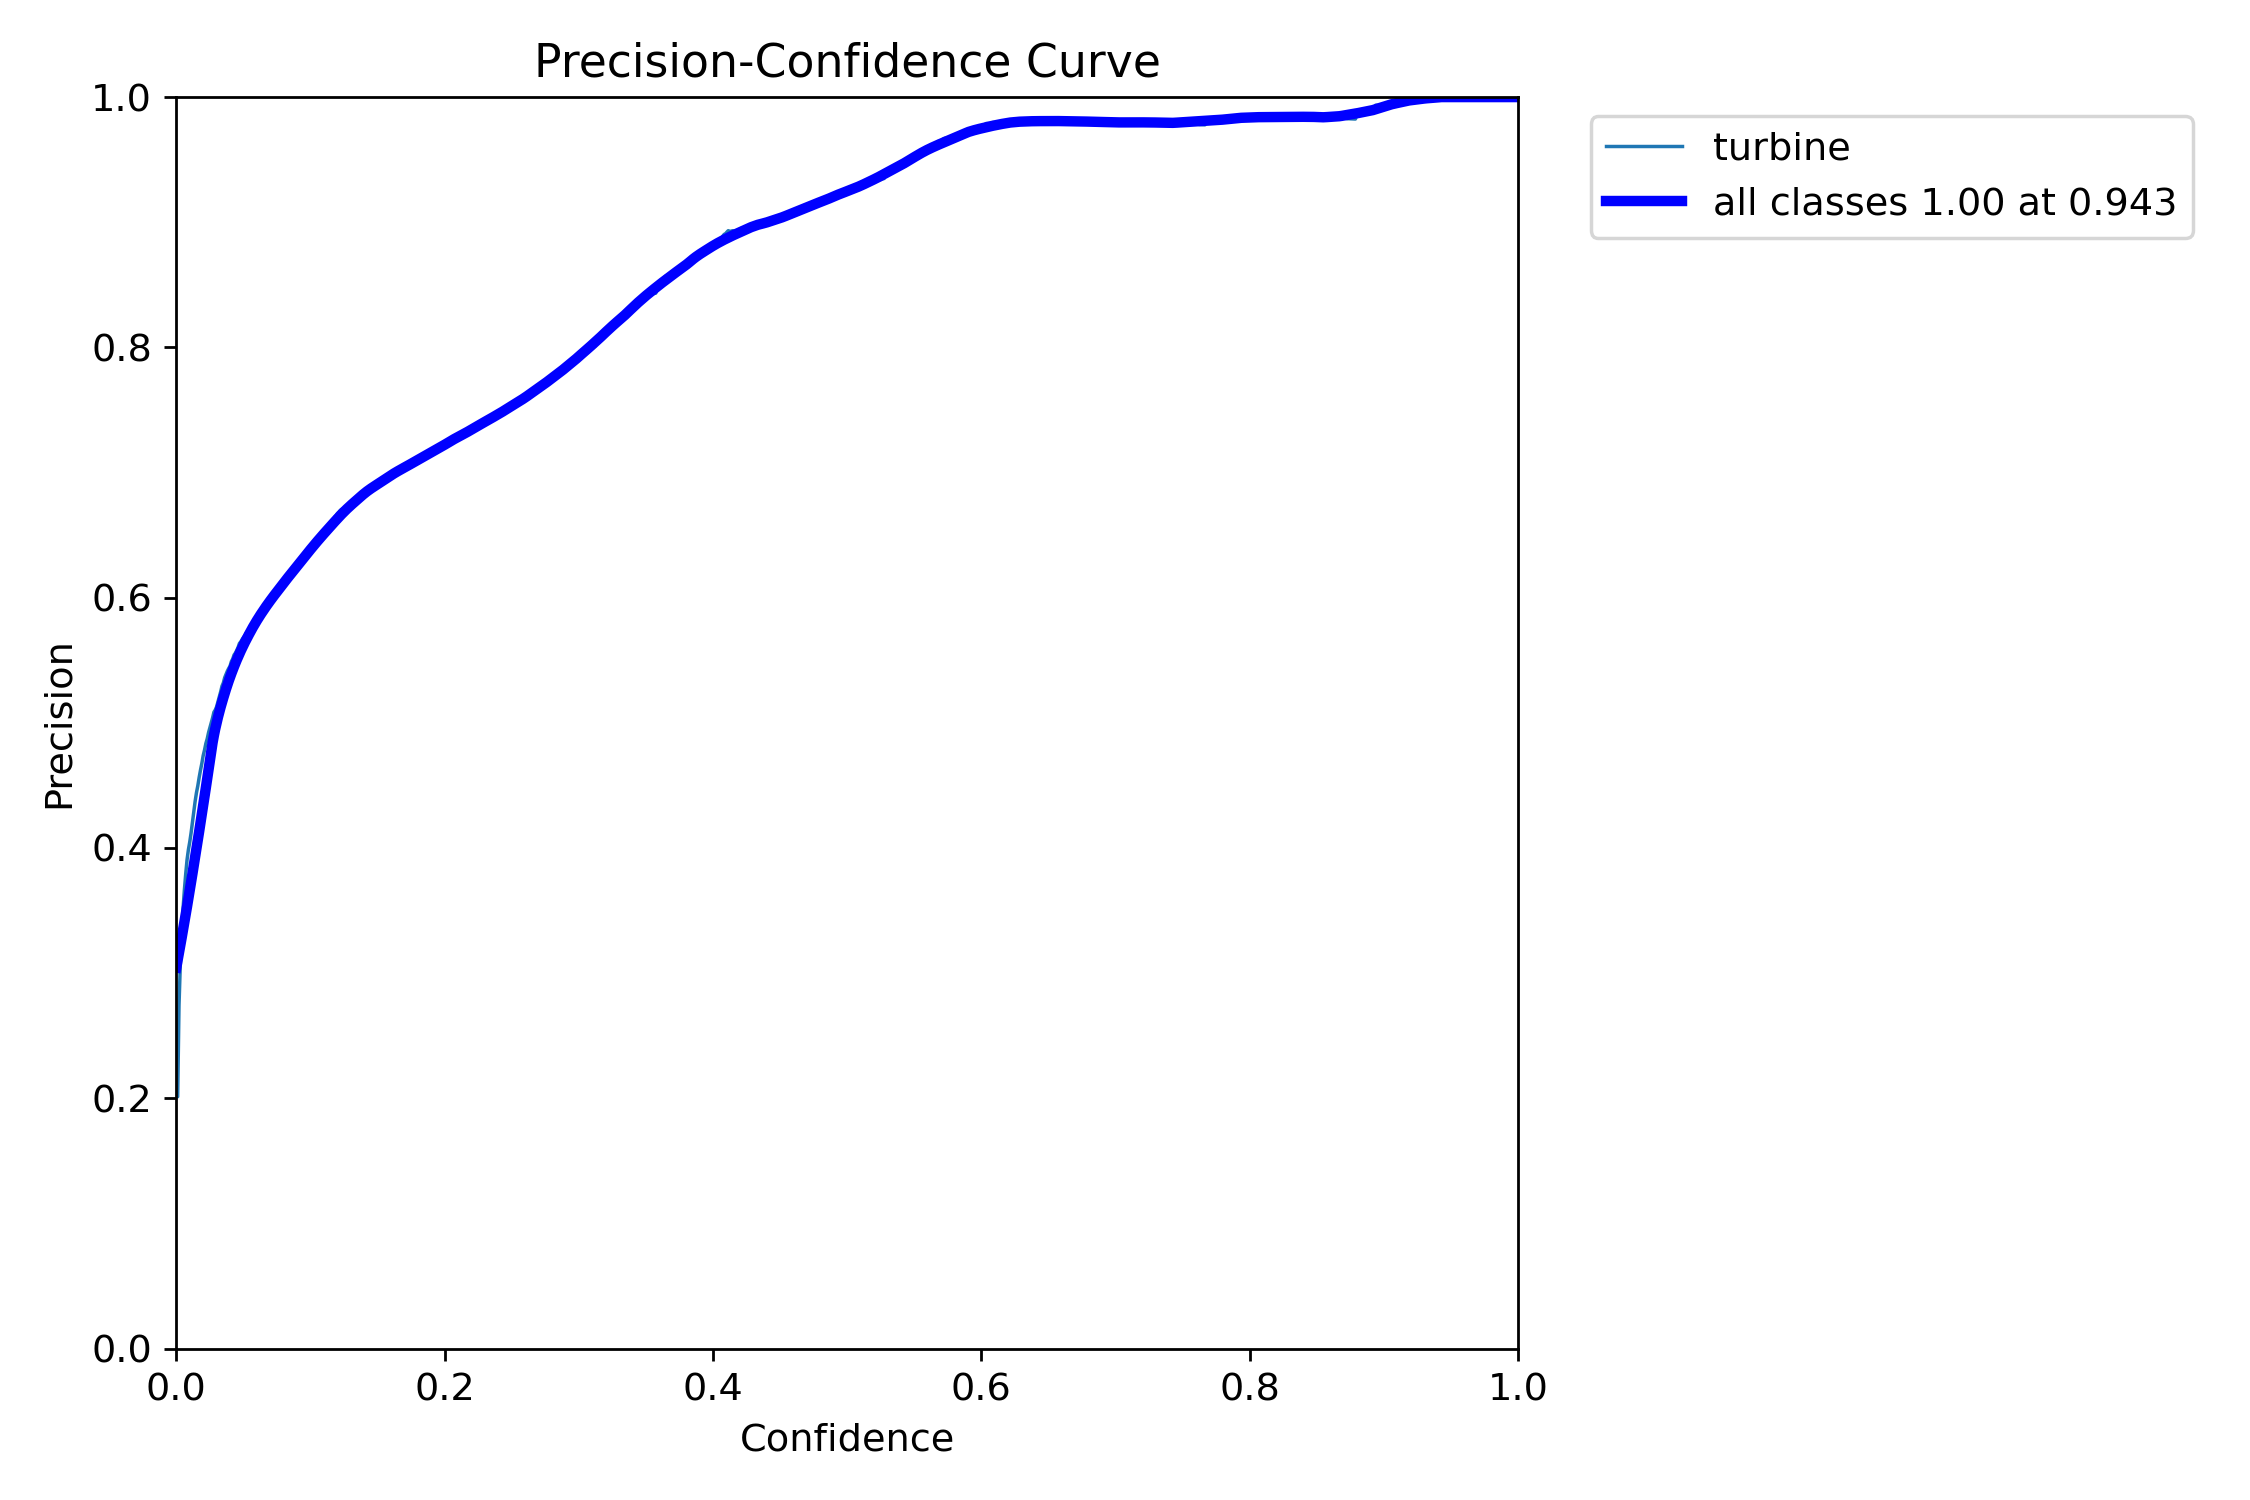 Precision-Confidence Curve
1.0
0.8
0.6
0.4
0.2
0.0
Precision
0.0 0.2 0.4 0.6 0.8 1.0
Confidence
turbine
all classes 1.00 at 0.943